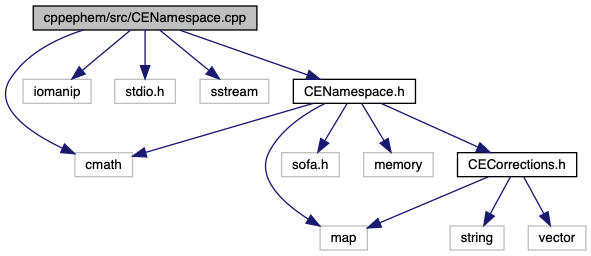 cppephem/src/CENamespace.cpp
iomanip
stdio.h
sstream
CENamespace.h
cmath
sofa.h
memory
CECorrections.h
map
string
vector